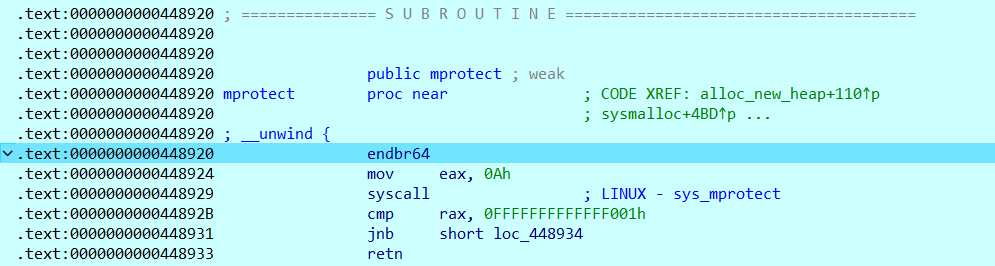 .text:0000000000448920 ; =============== S U B R O U T I N E =======================================
.text:0000000000448920
.text:0000000000448920
.text:0000000000448920 public mprotect ; weak
.text:0000000000448920 mprotect proc near ; CODE XREF: alloc_new_heap+110↑p
.text:0000000000448920 ; sysmalloc+4BD↑p ...
.text:0000000000448920 ; __unwind {
.text:0000000000448920 endbr64
.text:0000000000448924 mov eax, 0Ah
.text:0000000000448929 syscall ; LINUX - sys_mprotect
.text:000000000044892B cmp rax, 0FFFFFFFFFFFFF001h
.text:0000000000448931 jnb short loc_448934
.text:0000000000448933 retn